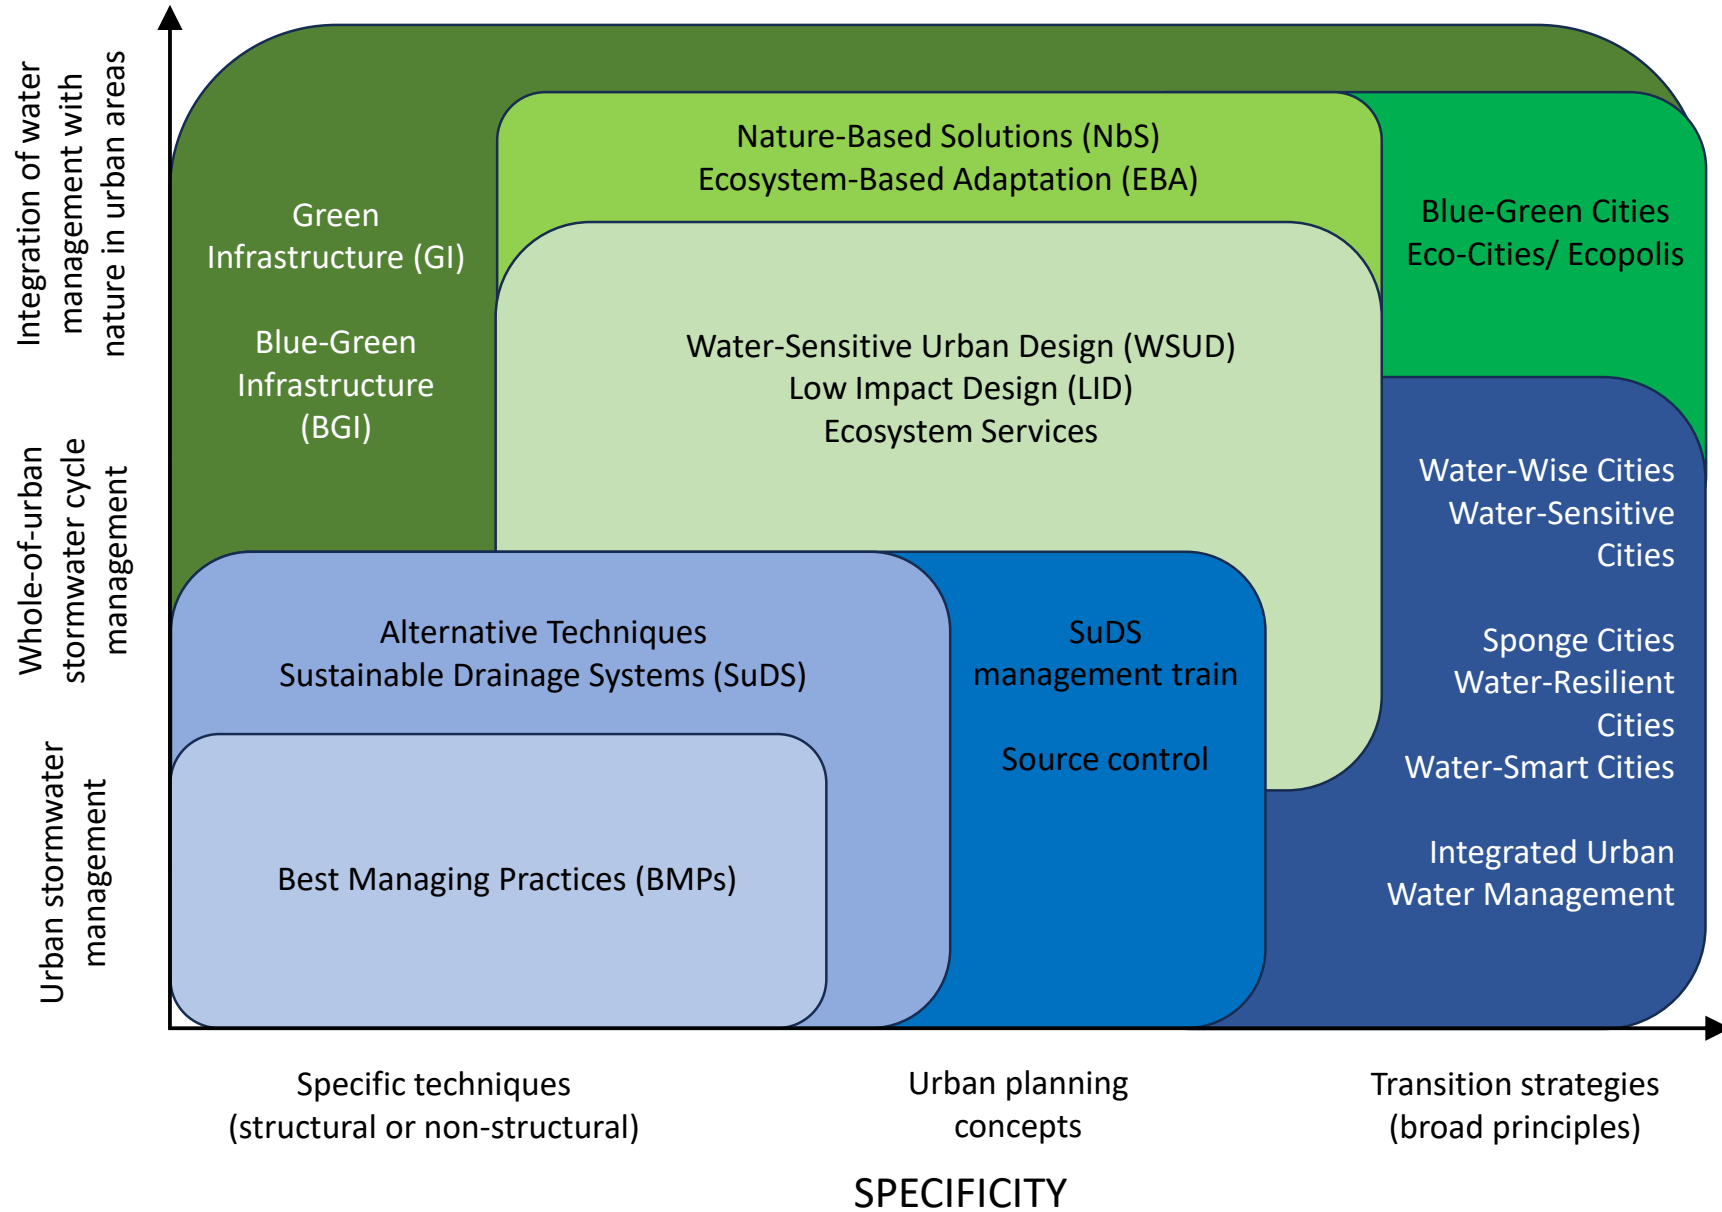 Integration of water
management with
nature in urban areas
Whole-of-urban
stormwater cycle
management
Urban stormwater
management
Nature-Based Solutions (NbS)
Ecosystem-Based Adaptation (EBA)
Green
Infrastructure (GI)
Blue-Green
Infrastructure
(BGI)
Blue-Green Cities
Eco-Cities/ Ecopolis
Water-Sensitive Urban Design (WSUD)
Low Impact Design (LID)
Ecosystem Services
Water-Wise Cities
Water-Sensitive
Cities
Sponge Cities
Water-Resilient
Cities
Water-Smart Cities
Integrated Urban
Water Management
Alternative Techniques
Sustainable Drainage Systems (SuDS)
SuDS
management train
Source control
Best Managing Practices (BMPs)
Specific techniques
(structural or non-structural)
Urban planning
concepts
Transition strategies
(broad principles)
SPECIFICITY